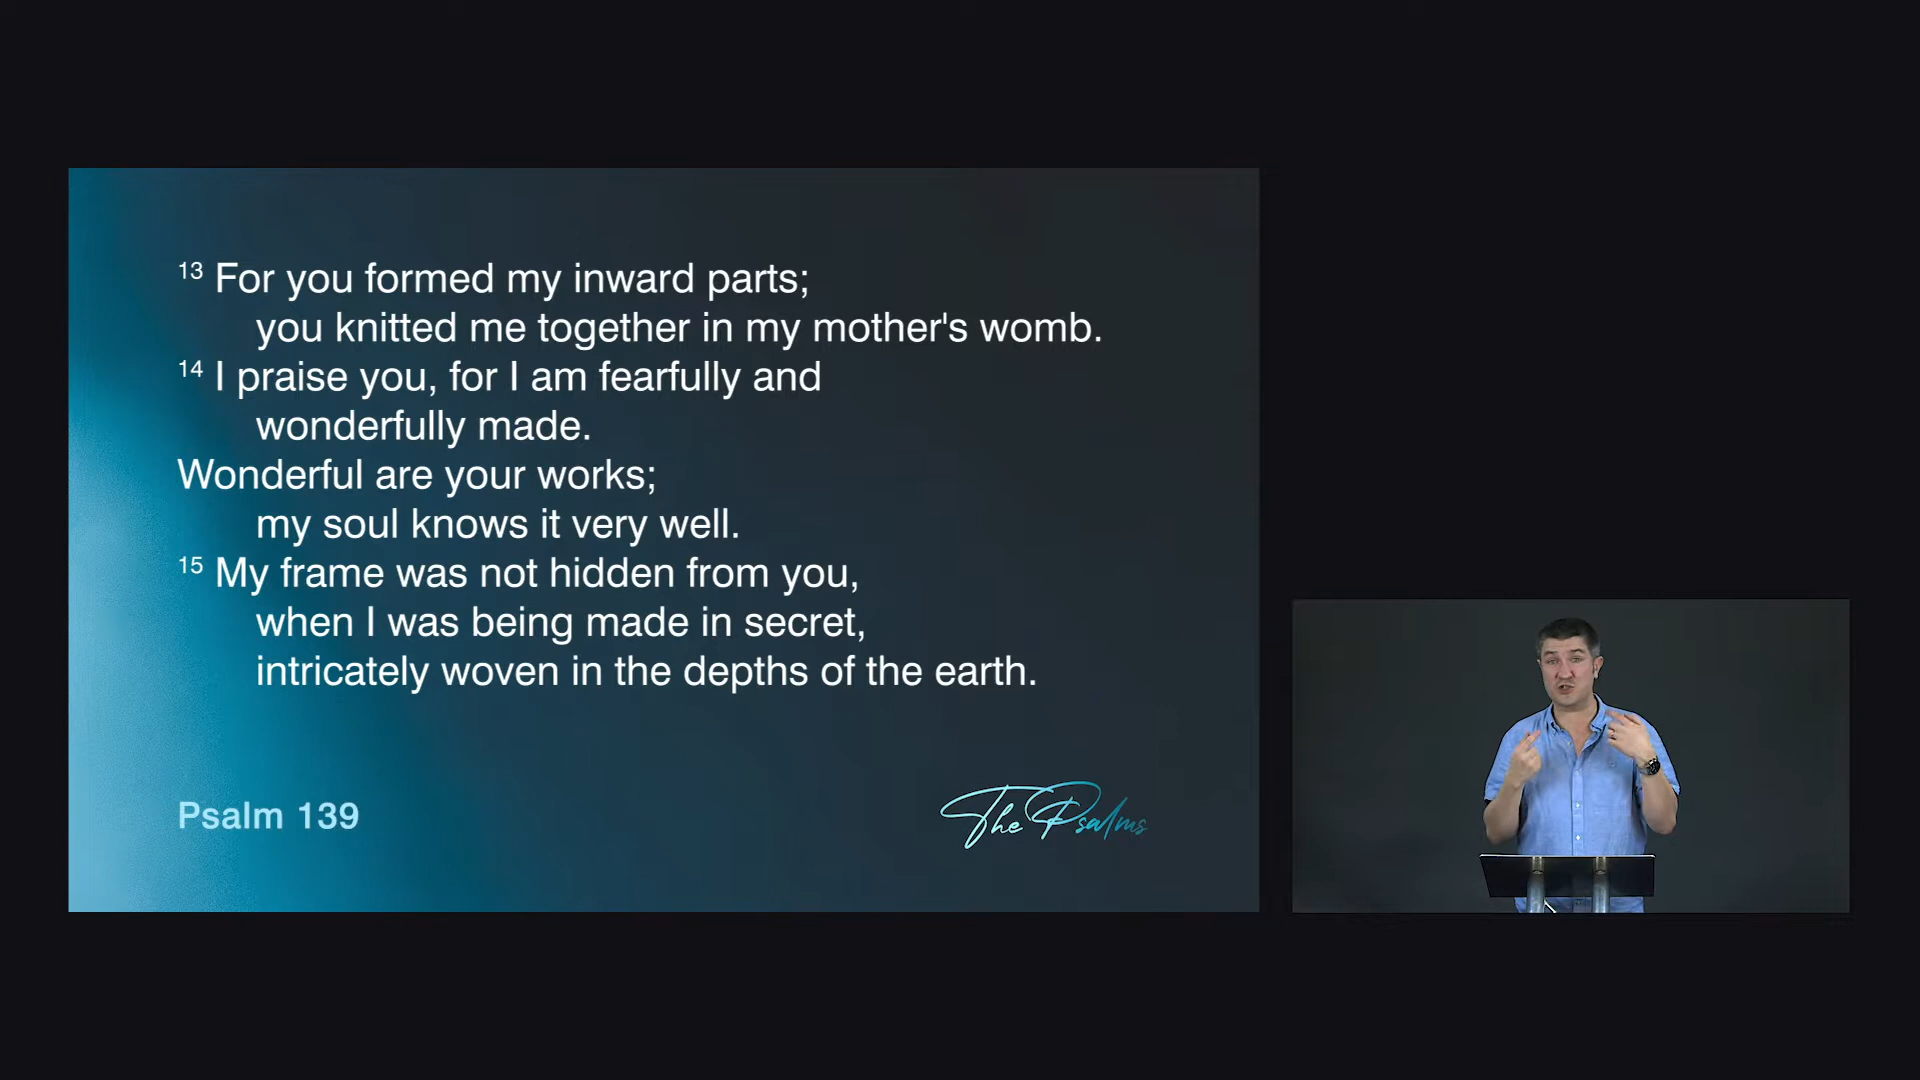 13 For you formed my inward parts;
you knitted me together in my mother's womb.
14 I praise you, for I am fearfully and
wonderfully made.
Wonderful are your works;
my soul knows it very well.
15 My frame was not hidden from you,
when I was being made in secret,
intricately woven in the depths of the earth.
Psalm 139
The Psalms